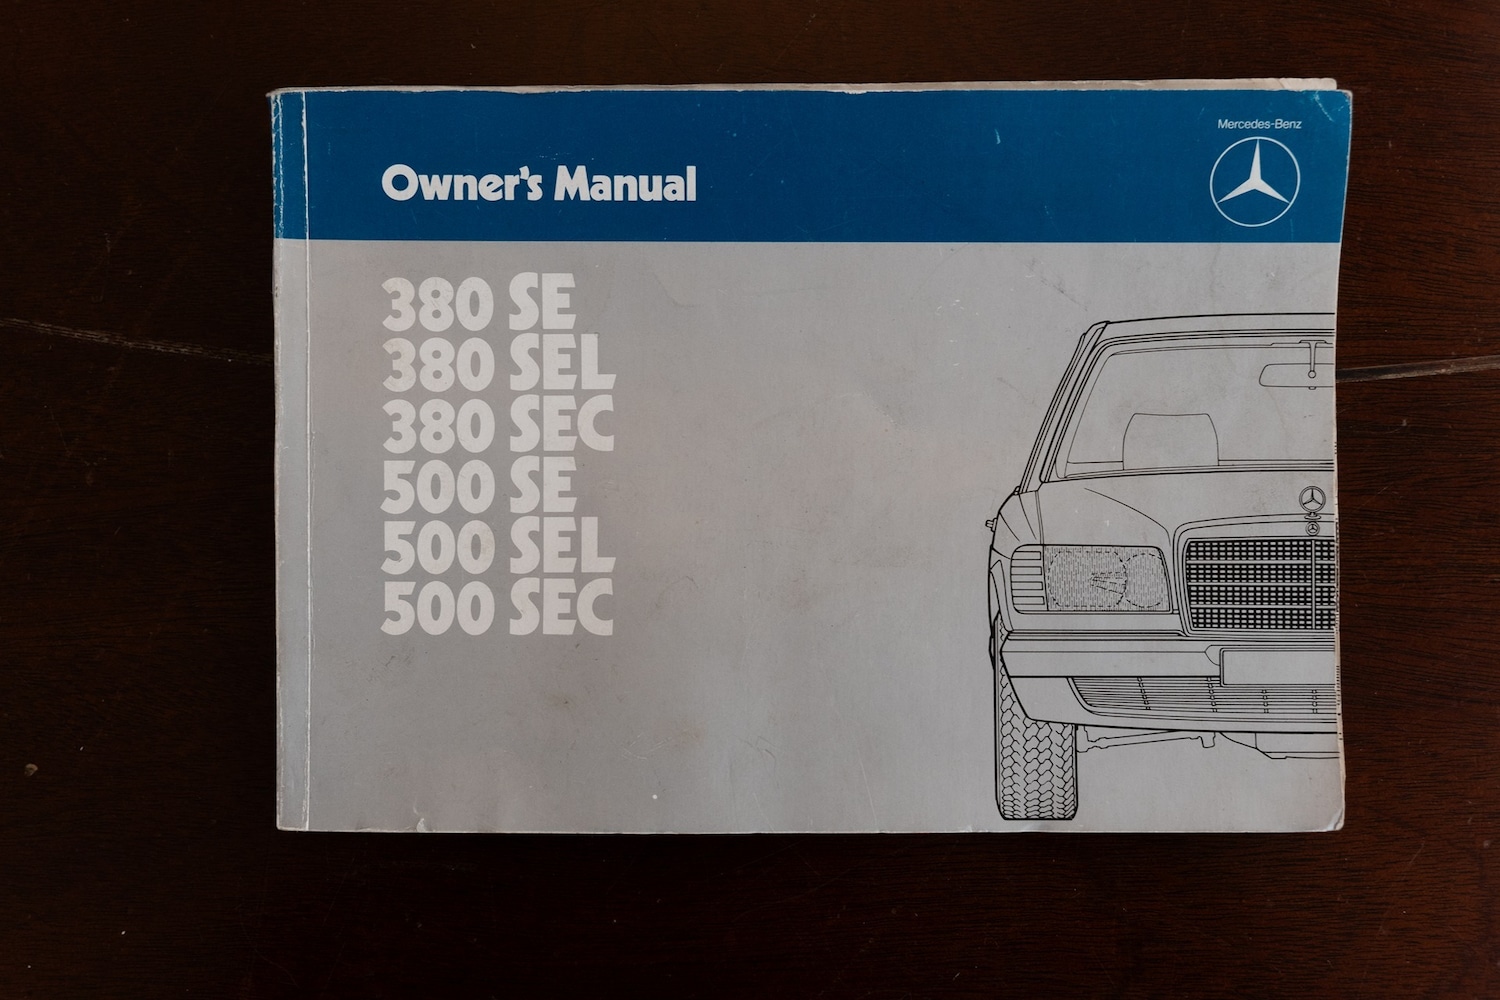 Mercedes-Benz
Owner's Manual
380 SE
380 SEL
380 SEC
500 SE
500 SEL
500 SEC